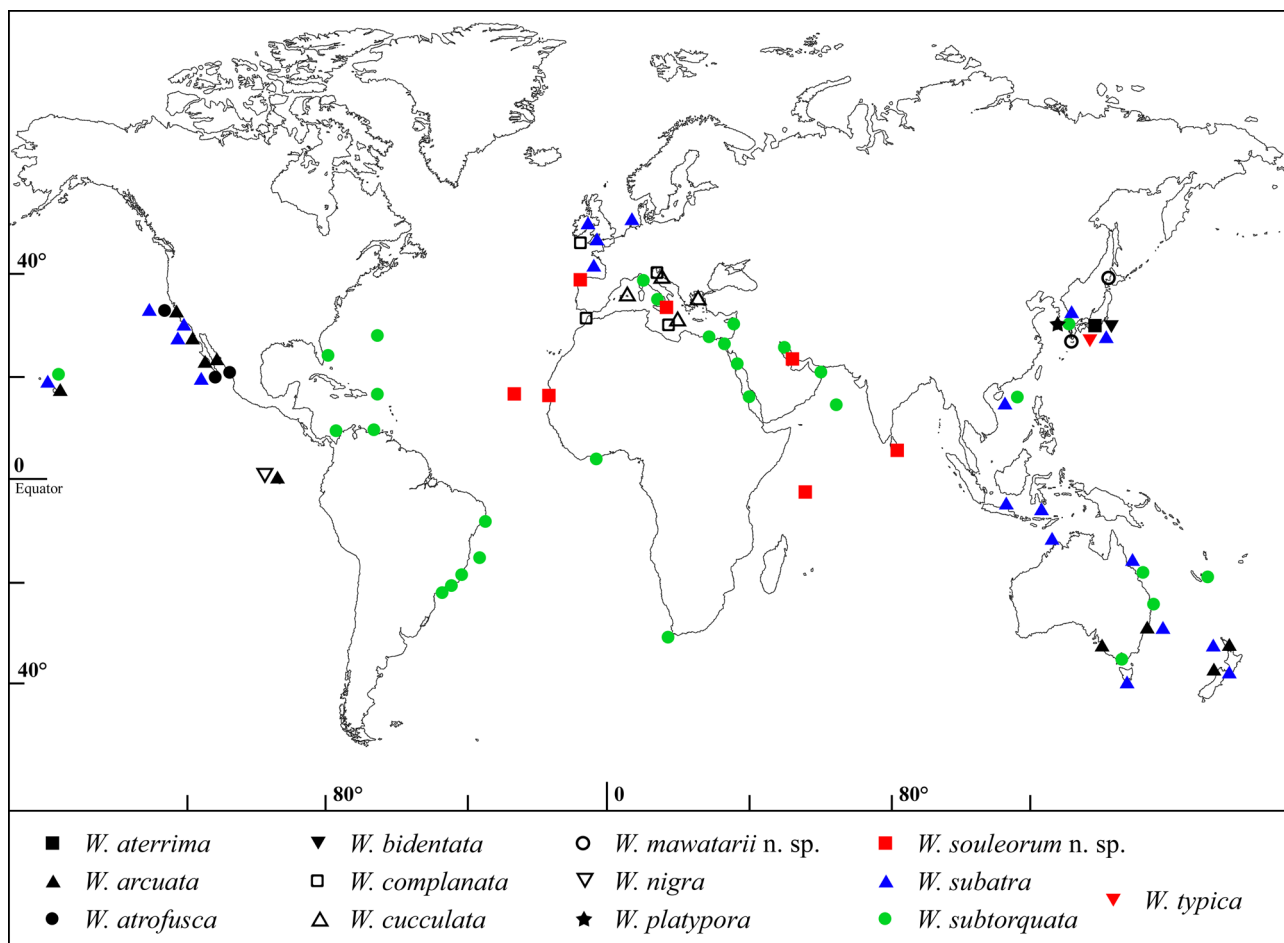 40°
0
Equator
40°
80°
0
80°
W. aterrima
W. bidentata
W. mawatarii n. sp.
W. souleorum n. sp.
W. arcuata
W. complanata
W. nigra
W. subatra
W. typica
W. atrofusca
W. cucculata
W. platypora
W. subtorquata